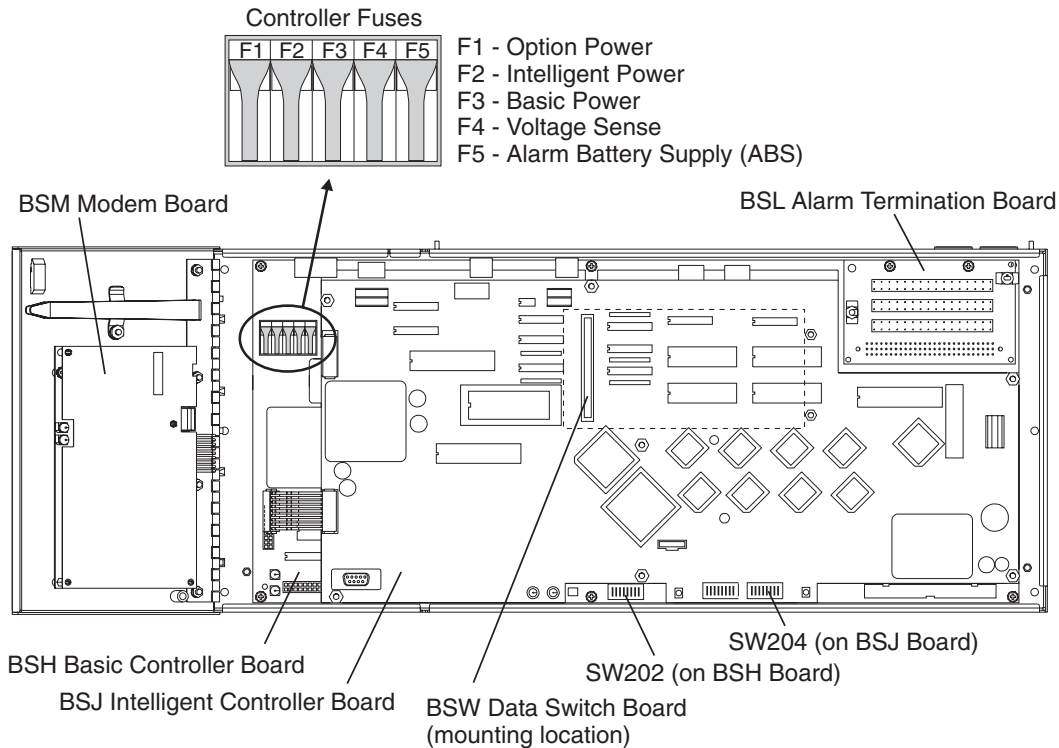 Controller Fuses
F1 F2 F3 F4 F5
F1 - Option Power
F2 - Intelligent Power
F3 - Basic Power
F4 - Voltage Sense
F5 - Alarm Battery Supply (ABS)
BSM Modem Board
BSL Alarm Termination Board
BSH Basic Controller Board
BSJ Intelligent Controller Board
BSW Data Switch Board
(mounting location)
SW202 (on BSH Board)
SW204 (on BSJ Board)